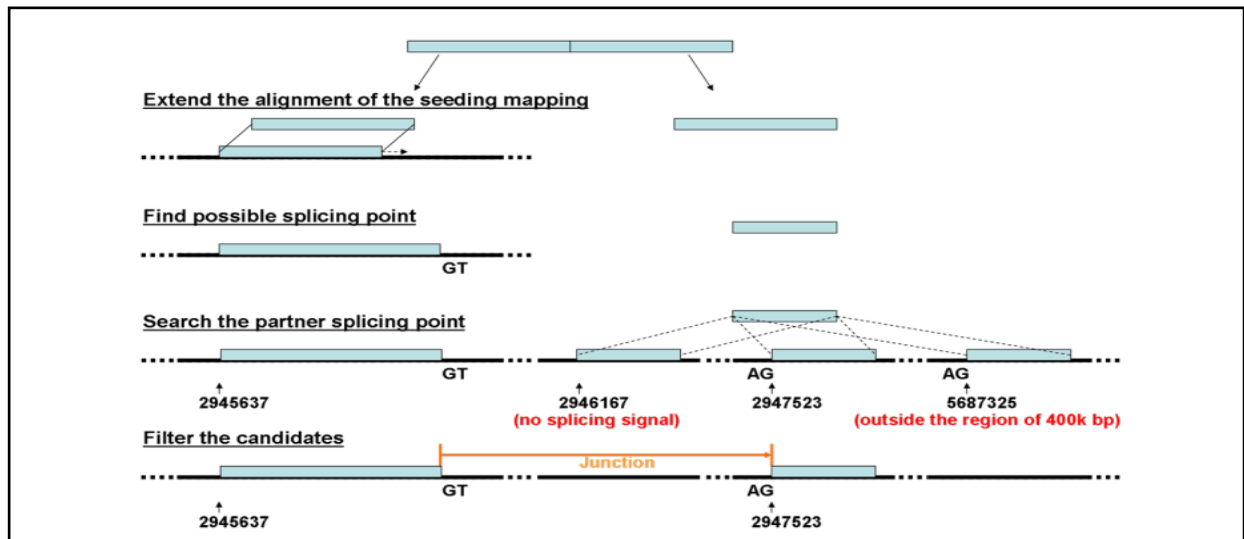 Extend the alignment of the seeding mapping
Find possible splicing point
GT
Search the partner splicing point
GT
AG
AG
2945637
2946167
2947523
5687325
(no splicing signal)
(outside the region of 400k bp)
Filter the candidates
Junction
GT
AG
2945637
2947523